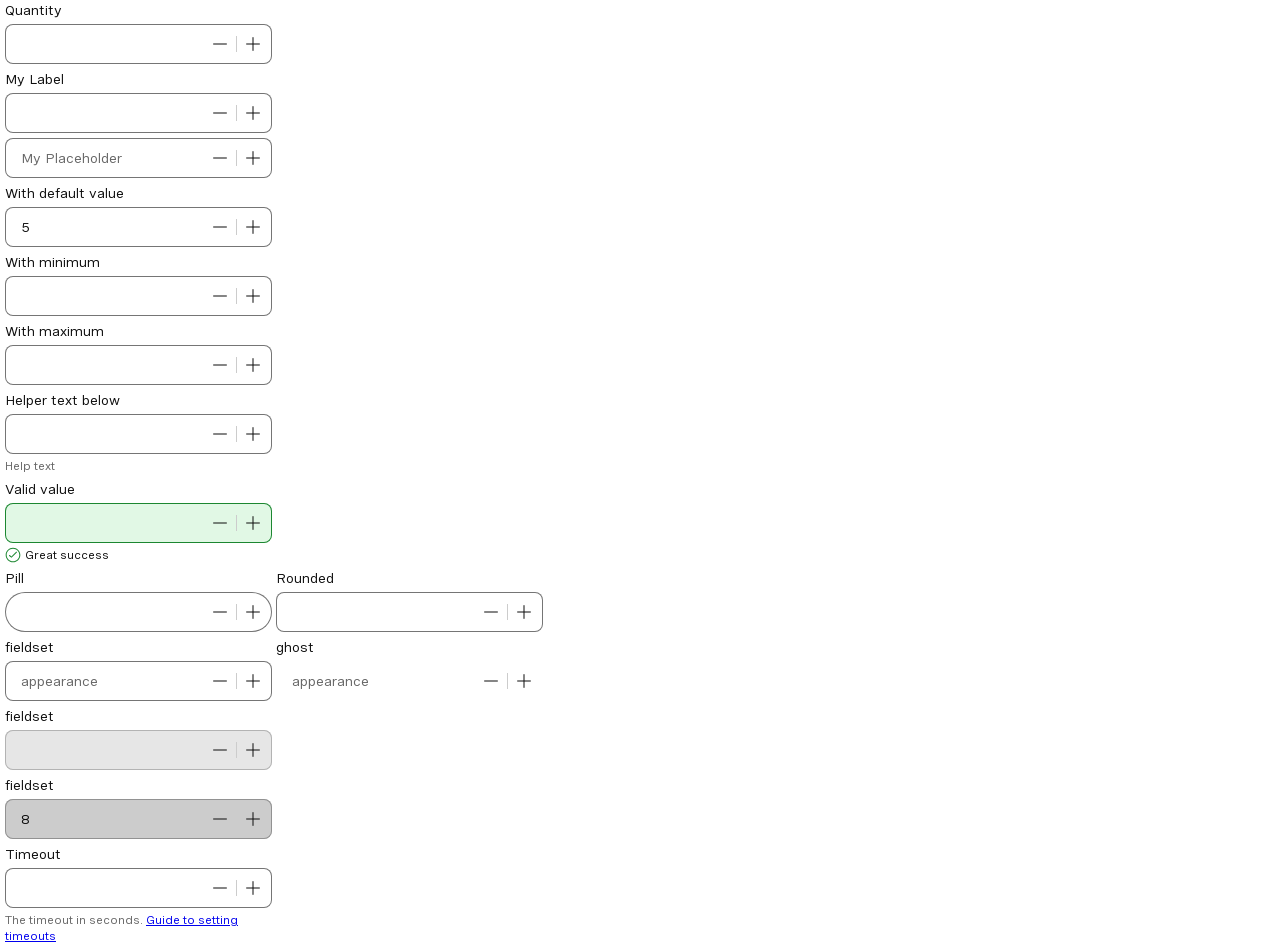 Quantity
My Label
My Placeholder
With default value
5
With minimum
With maximum
Helper text below
Help text
Valid value
Great success
Pill
Rounded
fieldset
ghost
appearance
appearance
fieldset
fieldset
8
Timeout
The timeout in seconds. Guide to setting
timeouts